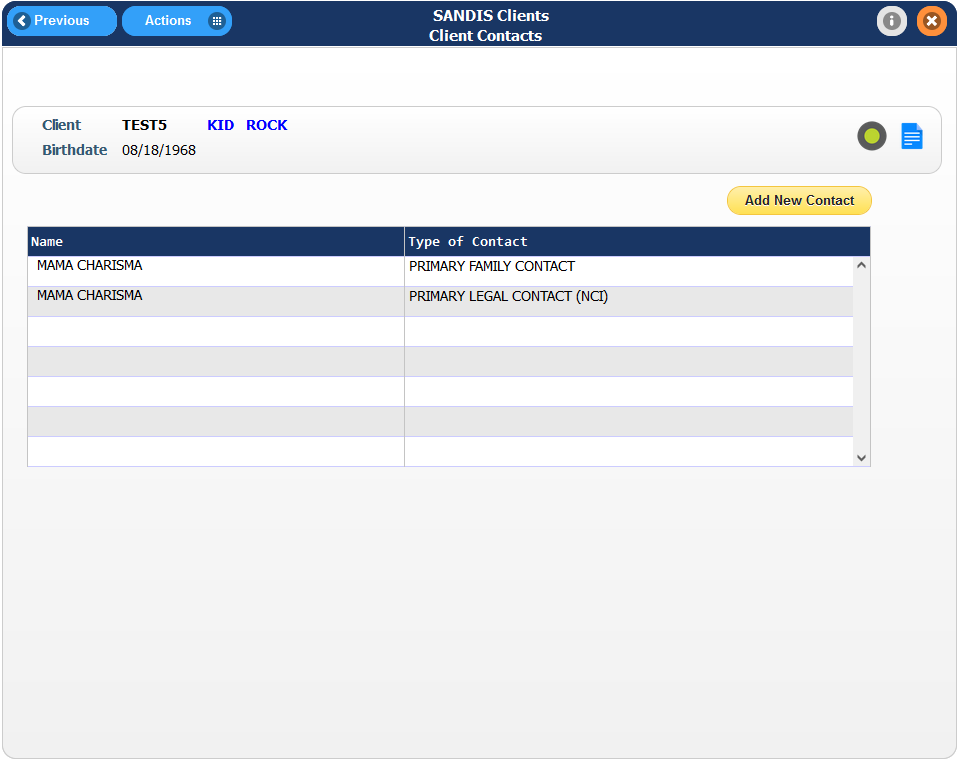 Previous Actions SANDIS Clients
Client Contacts
Client TEST5 KID ROCK
Birthdate 08/18/1968
Add New Contact
Name Type of Contact
MAMA CHARISMA PRIMARY FAMILY CONTACT
MAMA CHARISMA PRIMARY LEGAL CONTACT (NCI)